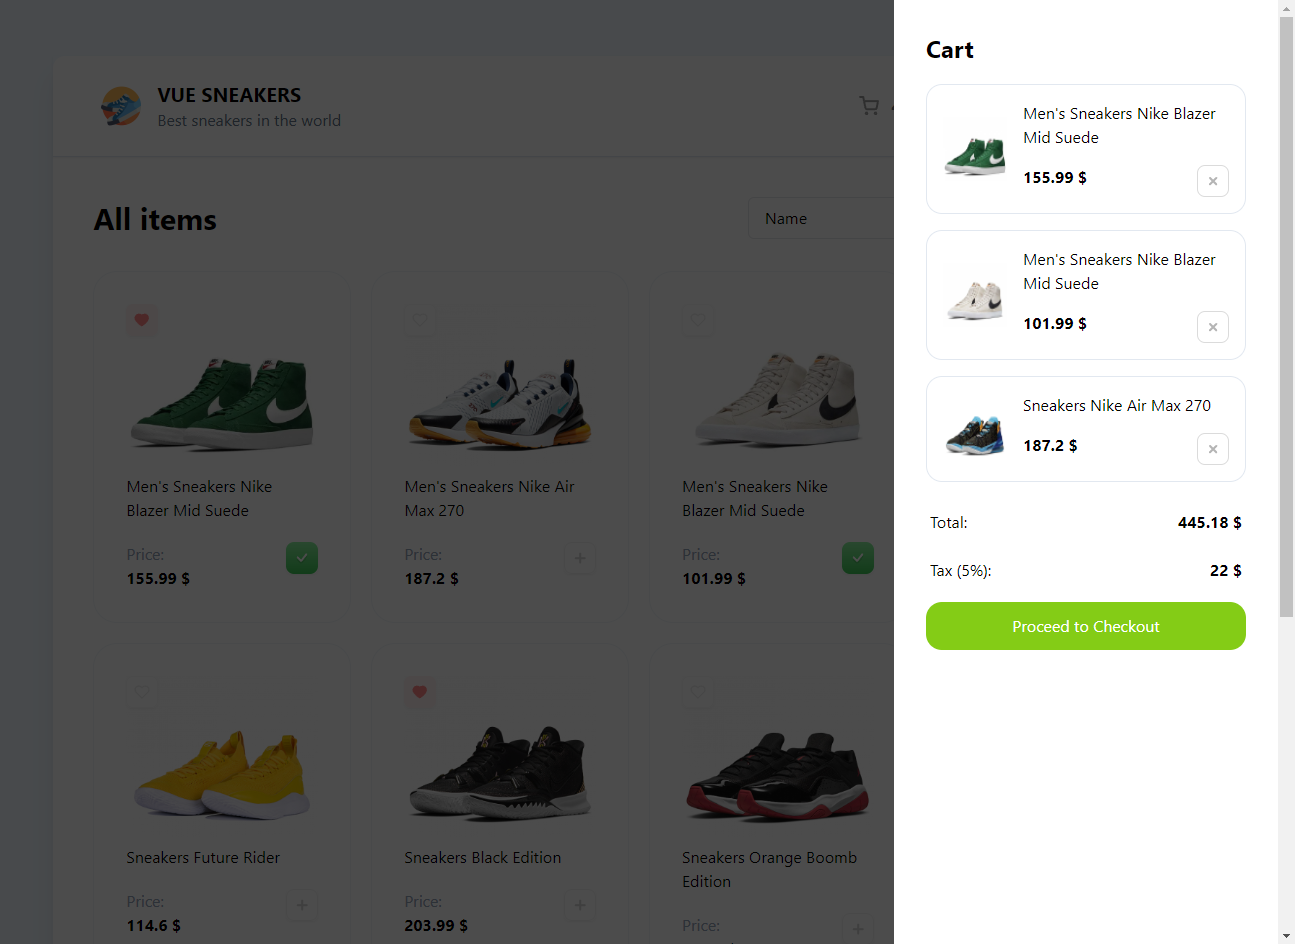 VUE SNEAKERS
Best sneakers in the world
All items
Name
Men's Sneakers Nike
Blazer Mid Suede
Price:
155.99 $
Men's Sneakers Nike Air
Max 270
Price:
187.2 $
Men's Sneakers Nike
Blazer Mid Suede
Price:
101.99 $
Sneakers Future Rider
Price:
114.6 $
Sneakers Black Edition
Price:
203.99 $
Sneakers Orange Boomb
Edition
Price:
Cart
Men's Sneakers Nike Blazer
Mid Suede
155.99 $
Men's Sneakers Nike Blazer
Mid Suede
101.99 $
Sneakers Nike Air Max 270
187.2 $
Total:
445.18 $
Tax (5%):
22 $
Proceed to Checkout